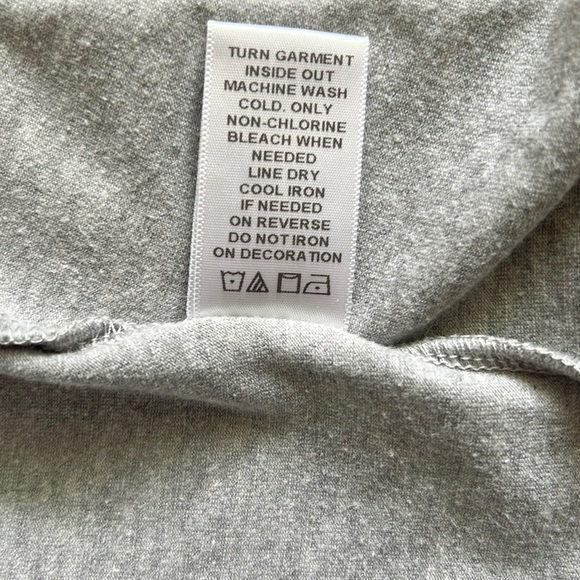 TURN GARMENT
INSIDE OUT
MACHINE WASH
COLD. ONLY
NON-CHLORINE
BLEACH WHEN
NEEDED
LINE DRY
COOL IRON
IF NEEDED
ON REVERSE
DO NOT IRON
ON DECORATION